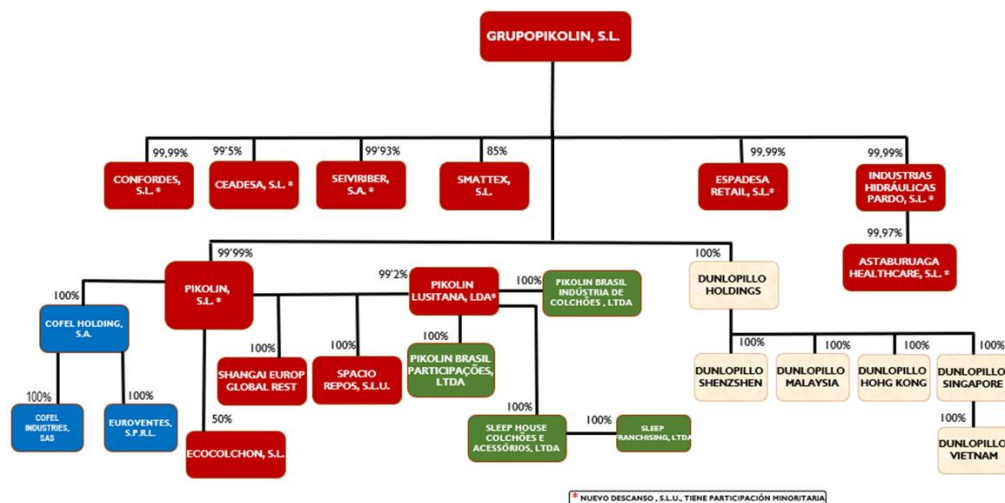 GRUPOPIKOLIN, S.L.
99,99%
99'5%
99'93%
85%
99,99%
99,99%
CONFORDES,
S.L. *
CEADESA, S.L. *
SEIVIRIBER,
S.A. *
SMATTEX,
S.L.
ESPADESA
RETAIL, S.L.*
INDUSTRIAS
HIDRÁULICAS
PARDO, S.L. *
99,97%
ASTABURUAGA
HEALTHCARE, S.L. *
99'99%
PIKOLIN,
S.L. *
99'2%
PIKOLIN
LUSITANA, LDA*
100%
PIKOLIN BRASIL
INDÚSTRIA DE
COLCHÕES , LTDA
100%
DUNLOPILLO
HOLDINGS
100%
COFEL HOLDING,
S.A.
100%
SHANGAI EUROP
GLOBAL REST
100%
SPACIO
REPOS, S.L.U.
100%
PIKOLIN BRASIL
PARTICIPAÇÕES,
LTDA
100%
DUNLOPILLO
SHENZSHEN
100%
DUNLOPILLO
MALAYSIA
100%
DUNLOPILLO
HOHG KONG
100%
DUNLOPILLO
SINGAPORE
100%
COFEL
INDUSTRIES,
SAS
100%
EUROVENTES,
S.P.R.L.
50%
ECOCOLCHON, S.L.
100%
SLEEP HOUSE
COLCHÕES E
ACESSÓRIOS, LTDA
100%
SLEEP
FRANCHISING, LTDA
100%
DUNLOPILLO
VIETNAM
* NUEVO DESCANSO , S.L.U., TIENE PARTICIPACIÓN MINORITARIA